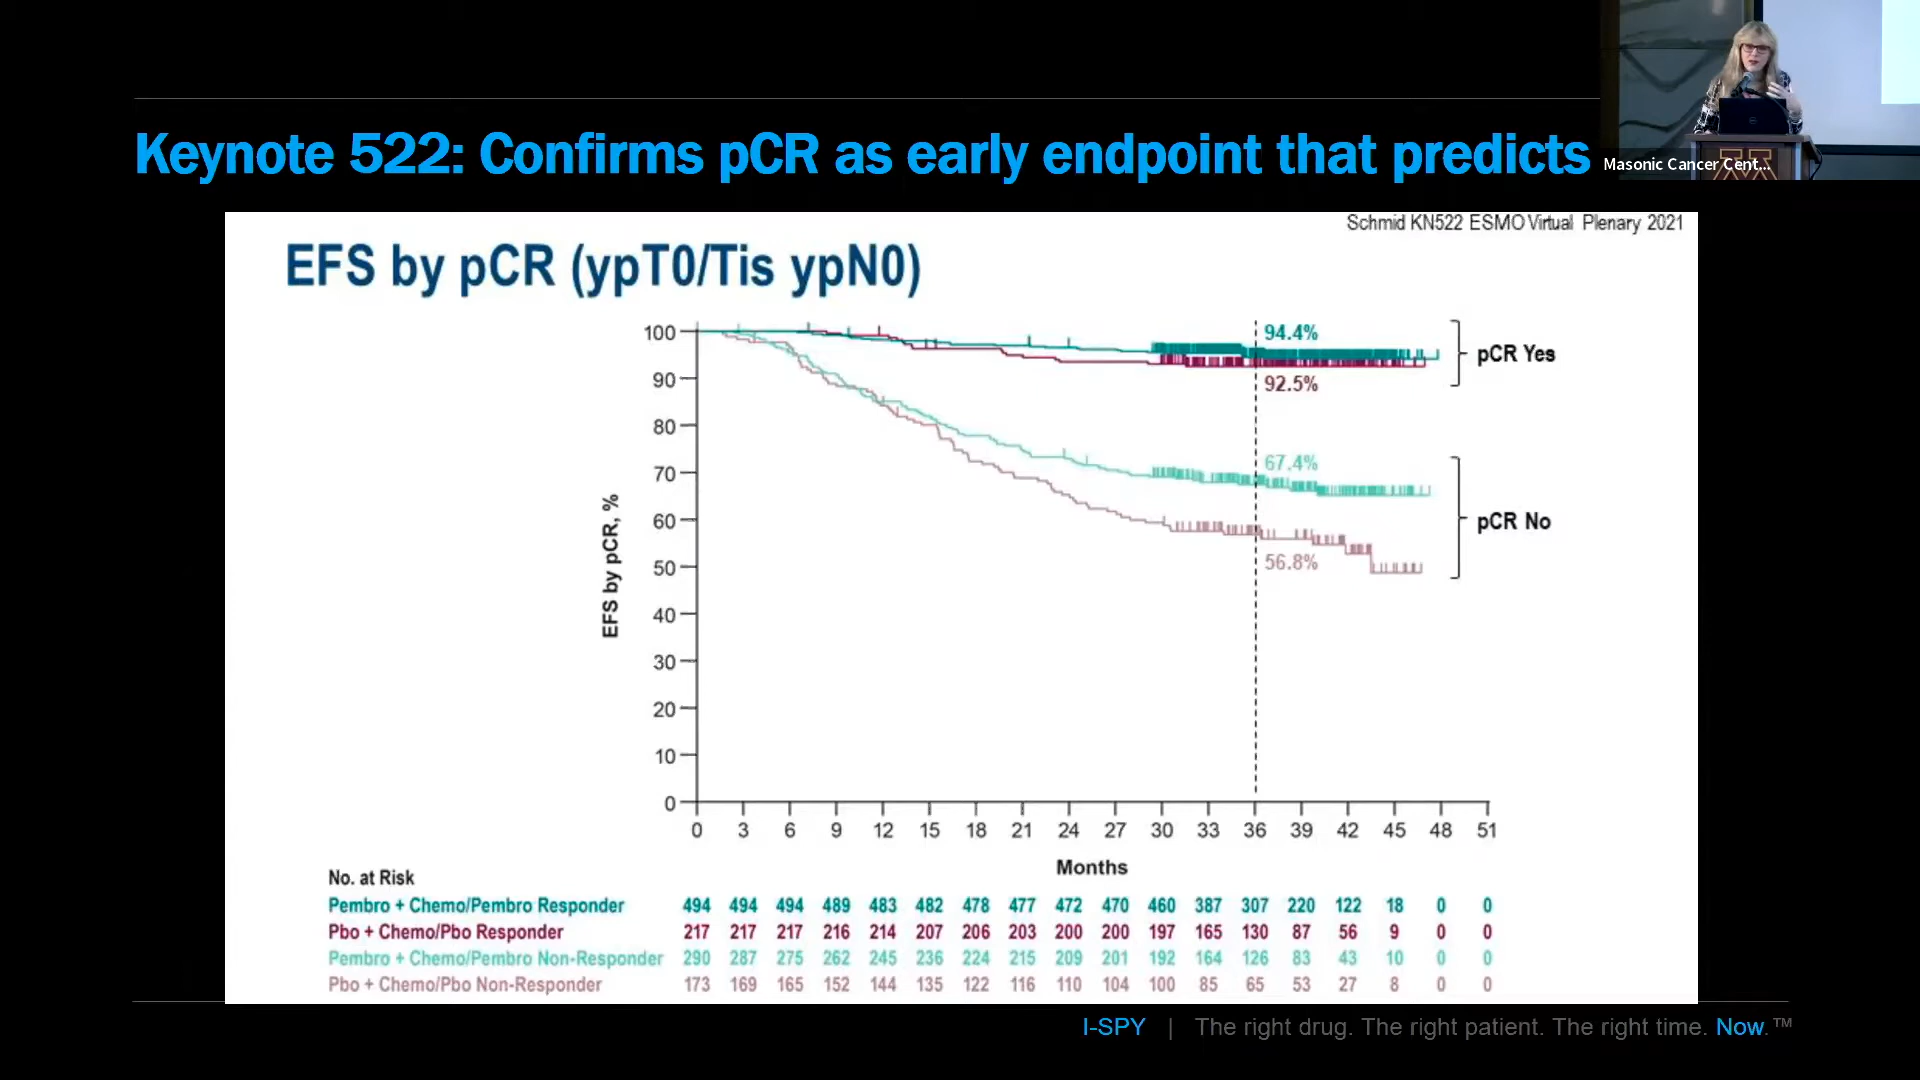 Keynote 522: Confirms pCR as early endpoint that predicts
Masonic Cancer Cent...
Schmid KN522 ESMO Virtual Plenary 2021
EFS by pCR (ypT0/Tis ypN0)
EFS by pCR, %
100
90
80
70
60
50
40
30
20
10
0
94.4%
92.5%
pCR Yes
67.4%
56.8%
pCR No
0 3 6 9 12 15 18 21 24 27 30 33 36 39 42 45 48 51
Months
No. at Risk
Pembro + Chemo/Pembro Responder 494 494 494 489 483 482 478 477 472 470 460 387 307 220 122 18 0 0
Pbo + Chemo/Pbo Responder 217 217 217 216 214 207 206 203 200 200 197 165 130 87 56 9 0 0
Pembro + Chemo/Pembro Non-Responder 290 287 275 262 245 236 224 215 209 201 192 164 126 83 43 10 0 0
Pbo + Chemo/Pbo Non-Responder 173 169 165 152 144 135 122 116 110 104 100 85 65 53 27 8 0 0
I-SPY | The right drug. The right patient. The right time. Now.™